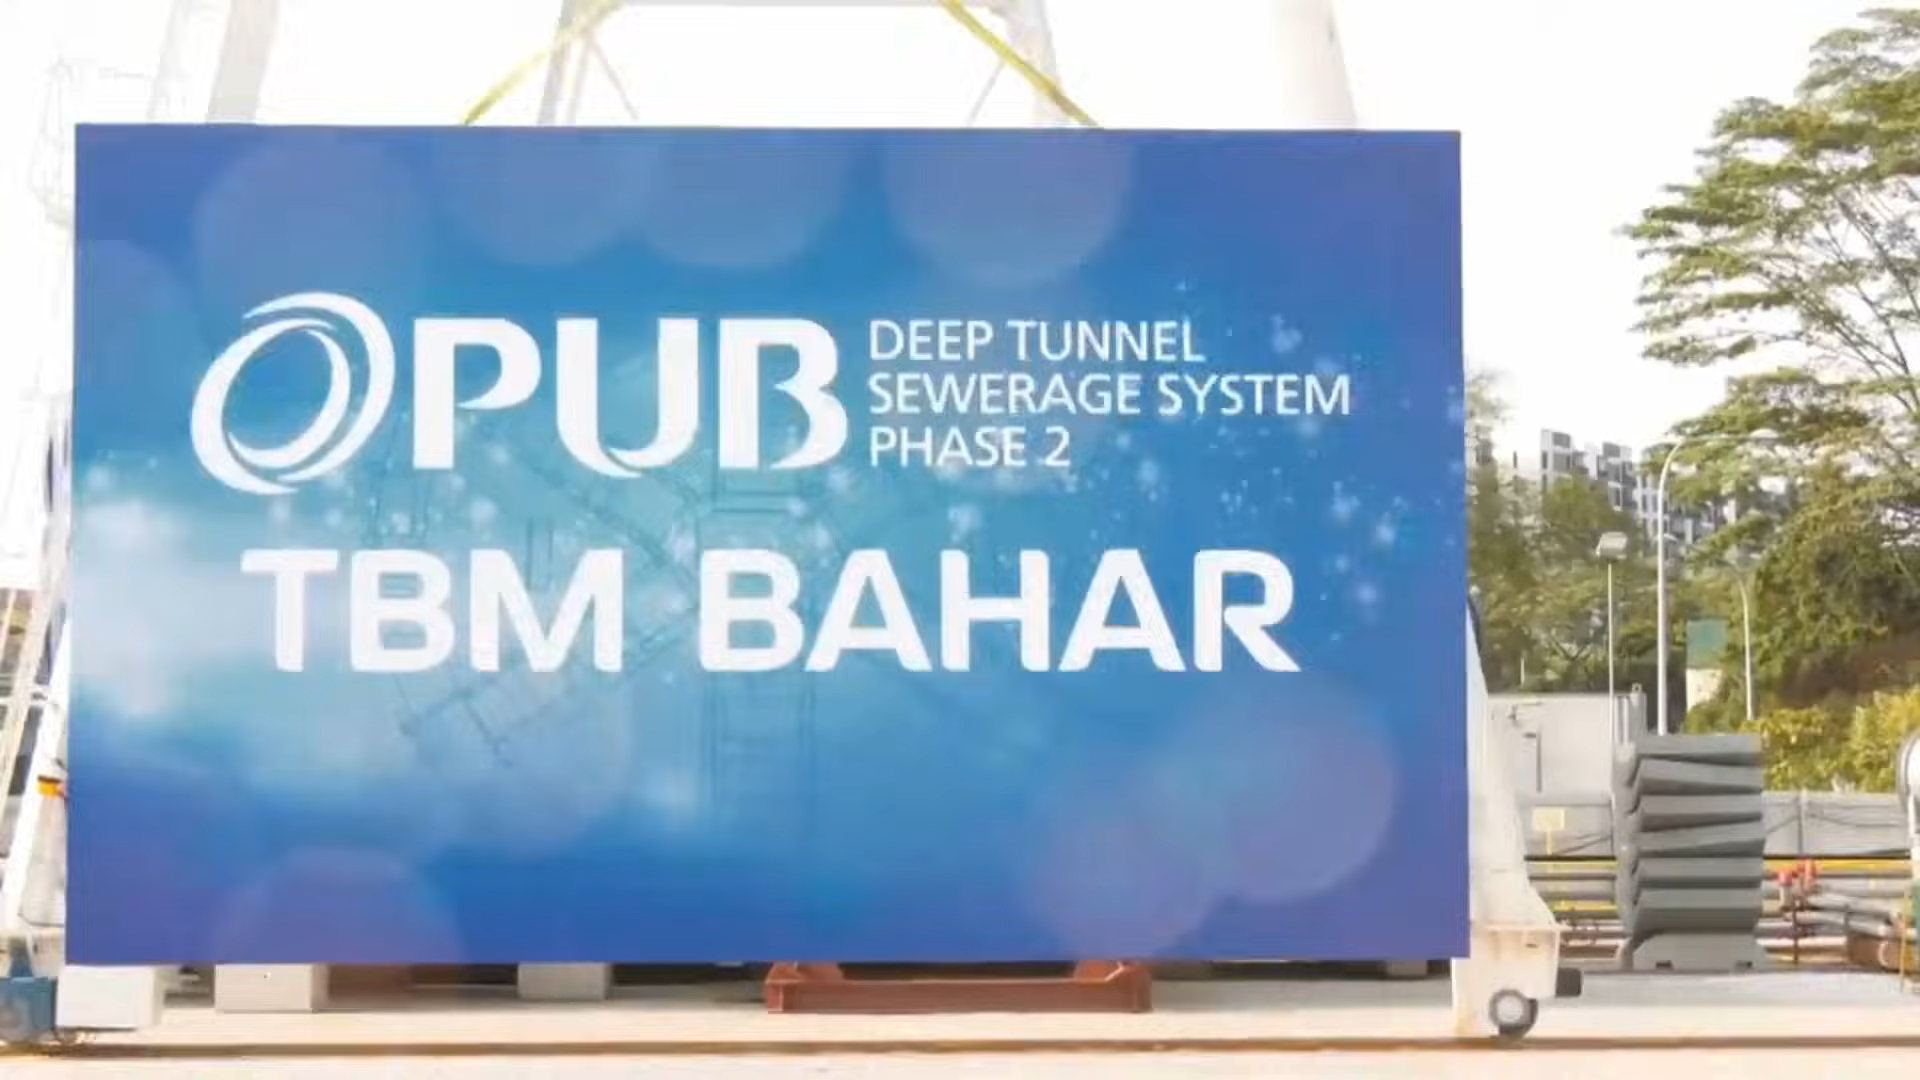 PUB
DEEP TUNNEL
SEWERAGE SYSTEM
PHASE 2
TBM BAHAR